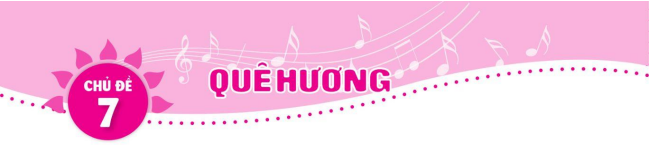 CHỦ ĐỀ
7
QUÊ HƯƠNG